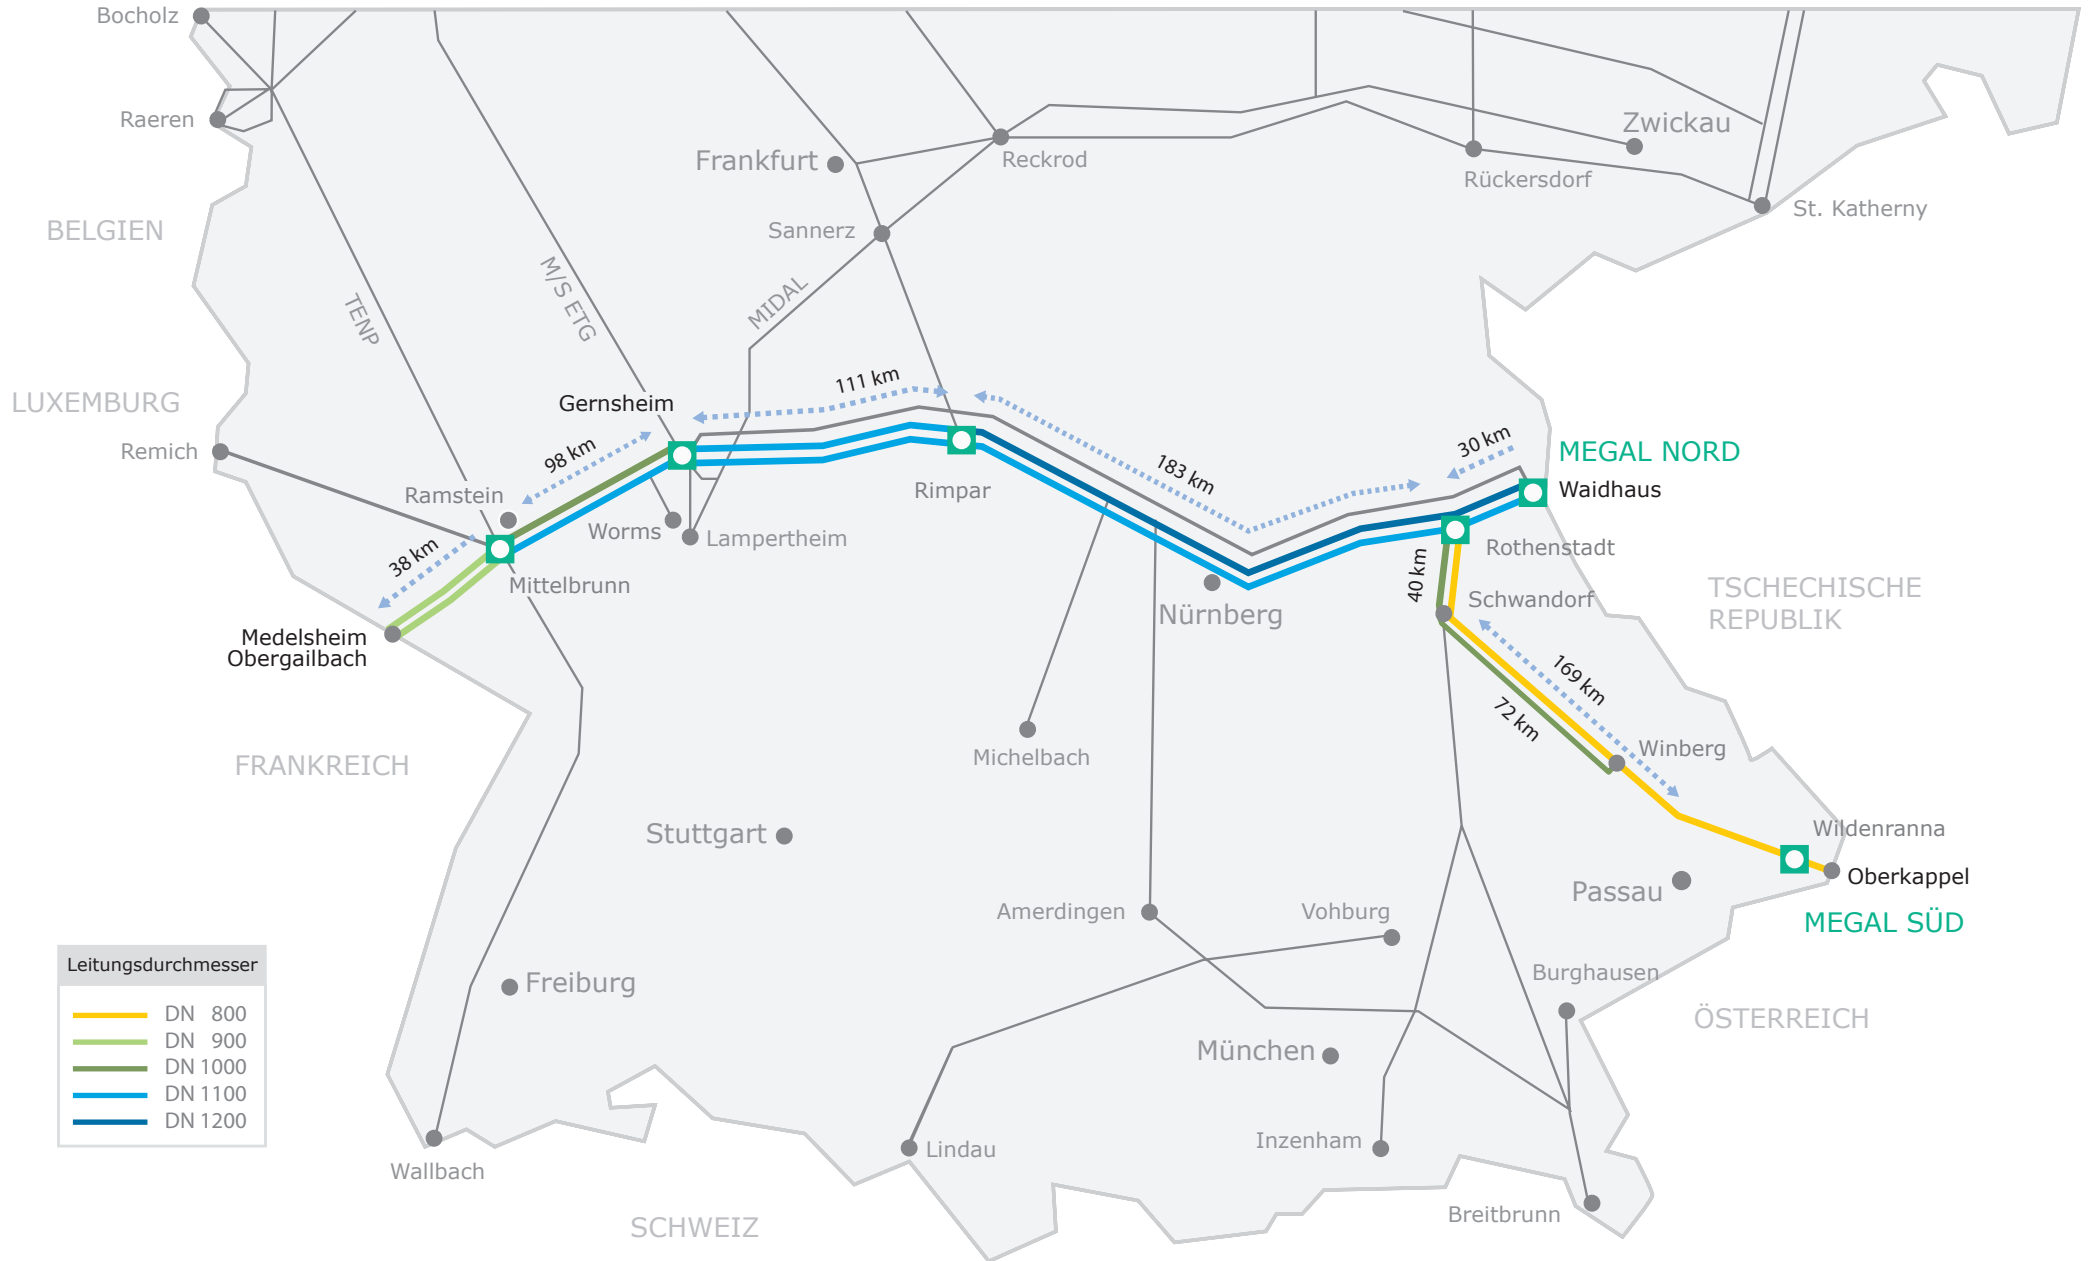 Bocholz
Raeren
Zwickau
Frankfurt
Reckrod
Rückersdorf
St. Katherny
BELGIEN
Sannerz
M/S ETG
MIDAL
TENP
LUXEMBURG
Gernsheim
111 km
Remich
98 km
30 km
MEGAL NORD
Waidhaus
183 km
Ramstein
Rimpar
Worms
Lampertheim
38 km
Mittelbrunn
Rothenstadt
40 km
Nürnberg
Schwandorf
TSCHECHISCHE
REPUBLIK
Medelsheim
Obergailbach
169 km
72 km
FRANKREICH
Michelbach
Winberg
Stuttgart
Wildenranna
Passau
Oberkappel
Amerdingen
Vohburg
MEGAL SÜD
Leitungsdurchmesser
DN 800
DN 900
DN 1000
DN 1100
DN 1200
Freiburg
Burghausen
ÖSTERREICH
München
Wallbach
Lindau
Inzenham
SCHWEIZ
Breitbrunn